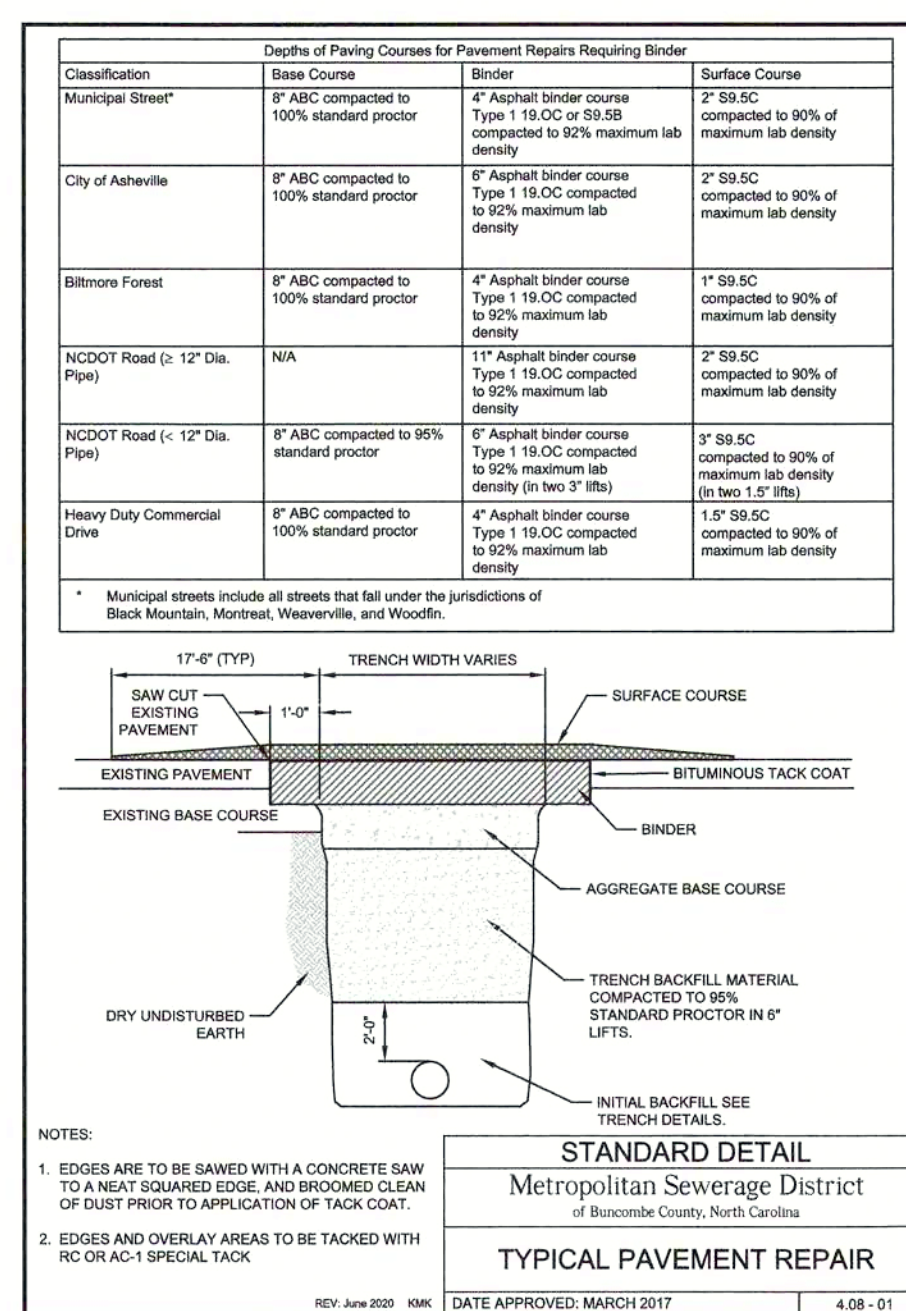 Depths of Paving Courses for Pavement Repairs Requiring Binder
Classification
Base Course
Binder
Surface Course
Municipal Street*
8" ABC compacted to
100% standard proctor
4" Asphalt binder course
Type 1 19.OC or S9.5B
compacted to 92% maximum lab
density
2" S9.5C
compacted to 90% of
maximum lab density
City of Asheville
8" ABC compacted to
100% standard proctor
6" Asphalt binder course
Type 1 19.OC compacted
to 92% maximum lab
density
2" S9.5C
compacted to 90% of
maximum lab density
Biltmore Forest
8" ABC compacted to
100% standard proctor
4" Asphalt binder course
Type 1 19.OC compacted
to 92% maximum lab
density
1" S9.5C
compacted to 90% of
maximum lab density
NCDOT Road (≥ 12" Dia.
Pipe)
N/A
11" Asphalt binder course
Type 1 19.OC compacted
to 92% maximum lab
density
2" S9.5C
compacted to 90% of
maximum lab density
NCDOT Road (< 12" Dia.
Pipe)
8" ABC compacted to 95%
standard proctor
6" Asphalt binder course
Type 1 19.OC compacted
to 92% maximum lab
density (in two 3" lifts)
3" S9.5C
compacted to 90% of
maximum lab density
(in two 1.5" lifts)
Heavy Duty Commercial
Drive
8" ABC compacted to
100% standard proctor
4" Asphalt binder course
Type 1 19.OC compacted
to 92% maximum lab
density
1.5" S9.5C
compacted to 90% of
maximum lab density
* Municipal streets include all streets that fall under the jurisdictions of
Black Mountain, Montreat, Weaverville, and Woodfin.
17'-6" (TYP)
TRENCH WIDTH VARIES
SAW CUT
EXISTING
PAVEMENT
1'-0"
SURFACE COURSE
EXISTING PAVEMENT
BITUMINOUS TACK COAT
EXISTING BASE COURSE
BINDER
AGGREGATE BASE COURSE
TRENCH BACKFILL MATERIAL
COMPACTED TO 95%
STANDARD PROCTOR IN 6"
LIFTS.
DRY UNDISTURBED
EARTH
2'-0"
INITIAL BACKFILL SEE
TRENCH DETAILS.
NOTES:
1. EDGES ARE TO BE SAWED WITH A CONCRETE SAW
TO A NEAT SQUARED EDGE, AND BROOMED CLEAN
OF DUST PRIOR TO APPLICATION OF TACK COAT.
2. EDGES AND OVERLAY AREAS TO BE TACKED WITH
RC OR AC-1 SPECIAL TACK
REV: June 2020 KMK
STANDARD DETAIL
Metropolitan Sewerage District
of Buncombe County, North Carolina
TYPICAL PAVEMENT REPAIR
DATE APPROVED: MARCH 2017
4.08 - 01